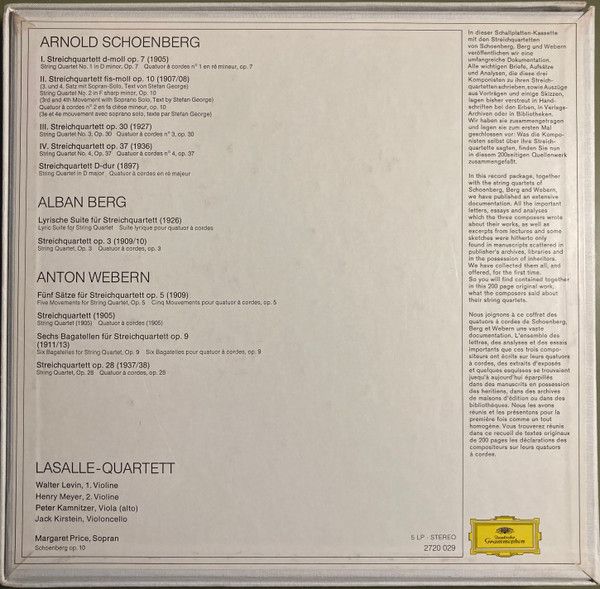 ARNOLD SCHOENBERG
I. Streichquartett d-moll op. 7 (1905)
String Quartet No. 1 in D minor, Op. 7 Quatuor à cordes n° 1 en ré mineur, op. 7
II. Streichquartett fis-moll op. 10 (1907/08)
(3. und 4. Satz mit Sopran-Solo, Text von Stefan George)
String Quartet No. 2 in F sharp minor, Op. 10
(3rd and 4th Movement with Soprano Solo, Text by Stefan George)
Quatuor à cordes n° 2 en fa dièse mineur, op. 10
(3e et 4e mouvement avec soprano solo, texte par Stefan George)
III. Streichquartett op. 30 (1927)
String Quartet No. 3, Op. 30 Quatuor à cordes n° 3, op. 30
IV. Streichquartett op. 37 (1936)
String Quartet No. 4, Op. 37 Quatuor à cordes n° 4, op. 37
Streichquartett D-dur (1897)
String Quartet in D major Quatuor à cordes en ré majeur
ALBAN BERG
Lyrische Suite für Streichquartett (1926)
Lyric Suite for String Quartet Suite lyrique pour quatuor à cordes
Streichquartett op. 3 (1909/10)
String Quartet, Op. 3 Quatuor à cordes, op. 3
ANTON WEBERN
Fünf Sätze für Streichquartett op. 5 (1909)
Five Movements for String Quartet, Op. 5 Cinq Mouvements pour quatuor à cordes, op. 5
Streichquartett (1905)
String Quartet (1905) Quatuor à cordes (1905)
Sechs Bagatellen für Streichquartett op. 9
(1911/13)
Six Bagatelles for String Quartet, Op. 9 Six Bagatelles pour quatuor à cordes, op. 9
Streichquartett op. 28 (1937/38)
String Quartet, Op. 28 Quatuor à cordes, op. 28
LASALLE-QUARTETT
Walter Levin, 1. Violine
Henry Meyer, 2. Violine
Peter Kamnitzer, Viola (alto)
Jack Kirstein, Violoncello
Margaret Price, Sopran
Schoenberg op. 10
5 LP · STEREO
2720 029
In dieser Schallplatten-Kassette
mit den Streichquartetten
von Schoenberg, Berg und Webern
veröffentlichen wir eine
umfangreiche Dokumentation.
Alle wichtigen Briefe, Aufsätze
und Analysen, die diese drei
Komponisten zu ihren Streich-
quartetten schrieben, sowie Auszüge
aus Vorträgen und einige Skizzen,
lagen bisher verstreut in Hand-
schriften bei den Erben, in Verlags-
Archiven oder in Bibliotheken.
Wir haben sie zusammengetragen
und legen sie zum ersten Mal
geschlossen vor: Was die Kompo-
nisten selbst über ihre Streich-
quartette sagten, finden Sie nun
in diesem 200seitigen Quellenwerk
zusammengefaßt.
In this record package, together
with the string quartets of
Schoenberg, Berg and Webern,
we have published an extensive
documentation. All the important
letters, essays and analyses
which the three composers wrote
about their works, as well as
excerpts from lectures and some
sketches were hitherto only
found in manuscripts scattered in
publisher's archives, libraries and
in the possession of inheritors.
We have collected them all, and
offered, for the first time.
So you will find contained together
in this 200 page original work,
what the composers said about
their string quartets.
Nous joignons à ce coffret des
quatuors à cordes de Schoenberg,
Berg et Webern une vaste
documentation. L'ensemble des
lettres, des analyses et des essais
importants que ces trois compo-
siteurs ont écrits sur leurs quatuors
à cordes, des extraits d'exposés
et quelques esquisses se trouvaient
jusqu'à aujourd'hui éparpillés
dans des manuscrits en possession
des heritiers, dans des archives
de maisons d'édition ou dans des
bibliothèques. Nous les avons
réunis et les présentons pour la
première fois comme un tout
homogène. Vous trouverez réunis
dans ce recueil de textes originaux
de 200 pages les déclarations des
compositeurs sur leurs quatuors
à cordes.
Deutsche
Grammophon